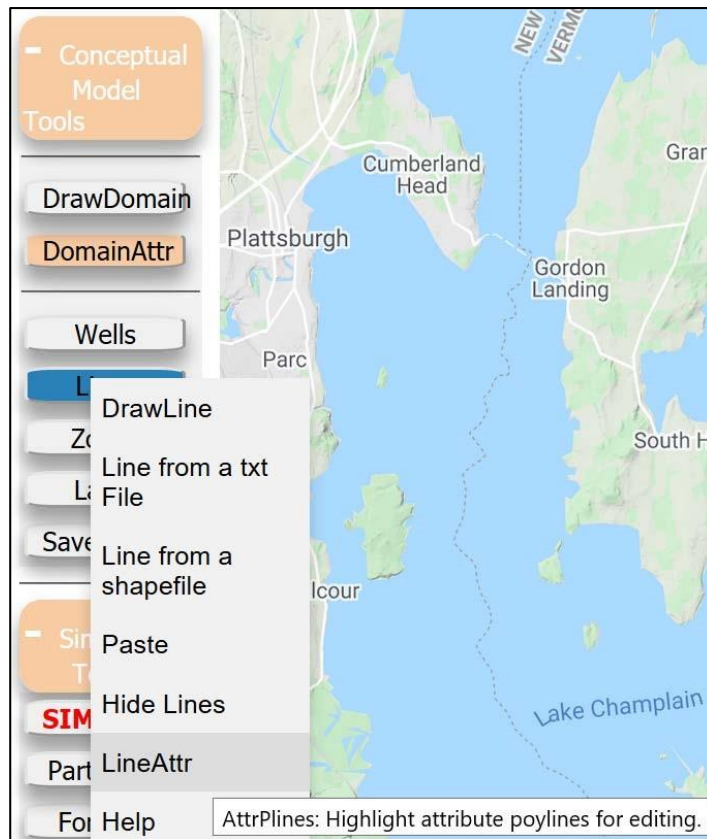 - Conceptual
Model
Tools
DrawDomain
DomainAttr
Wells
DrawLine
Line from a txt
File
Line from a
shapefile
Paste
Hide Lines
LineAttr
Help
Save
SIM
AttrPlines: Highlight attribute poylines for editing.
NEW
VERMO
Cumberland
Head
Gran
Plattsburgh
Gordon
Landing
Parc
South H
lcour
Lake Champlain